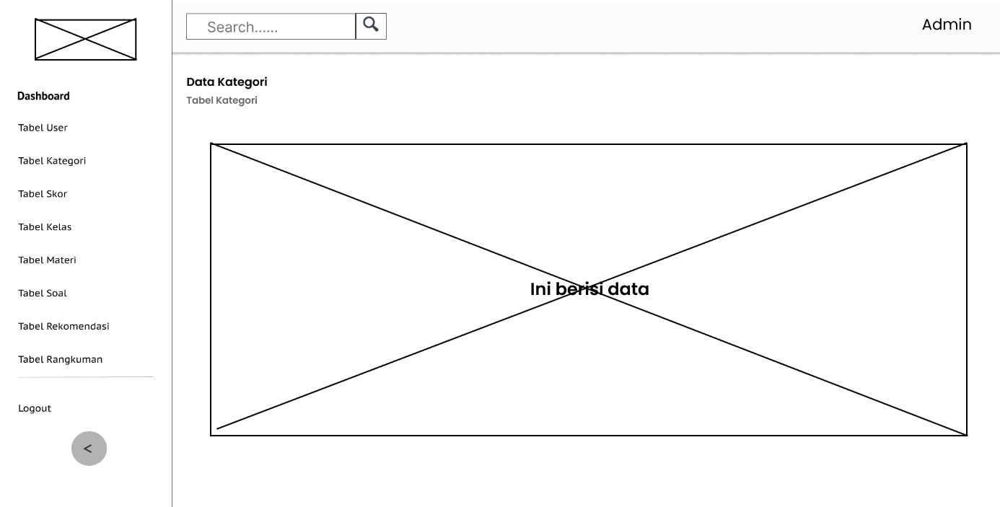 Search......
Admin
Dashboard
Tabel User
Tabel Kategori
Tabel Skor
Tabel Kelas
Tabel Materi
Tabel Soal
Tabel Rekomendasi
Tabel Rangkuman
Logout
<
Data Kategori
Tabel Kategori
Ini berisi data